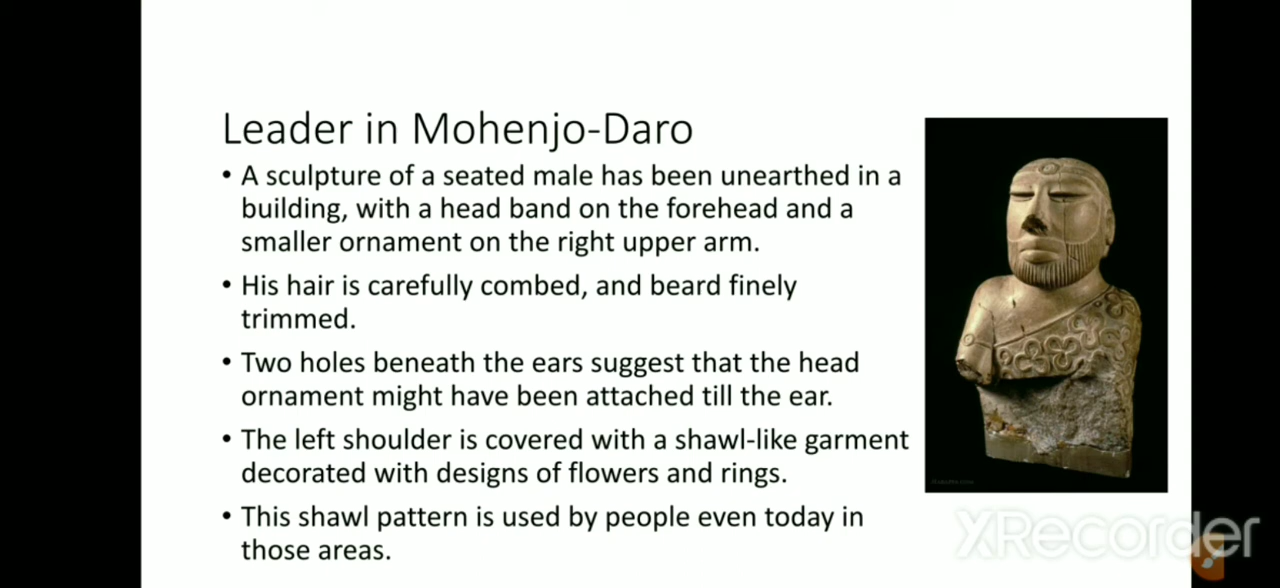 Leader in Mohenjo-Daro
• A sculpture of a seated male has been unearthed in a
building, with a head band on the forehead and a
smaller ornament on the right upper arm.
• His hair is carefully combed, and beard finely
trimmed.
• Two holes beneath the ears suggest that the head
ornament might have been attached till the ear.
• The left shoulder is covered with a shawl-like garment
decorated with designs of flowers and rings.
• This shawl pattern is used by people even today in
those areas.
XRecorder